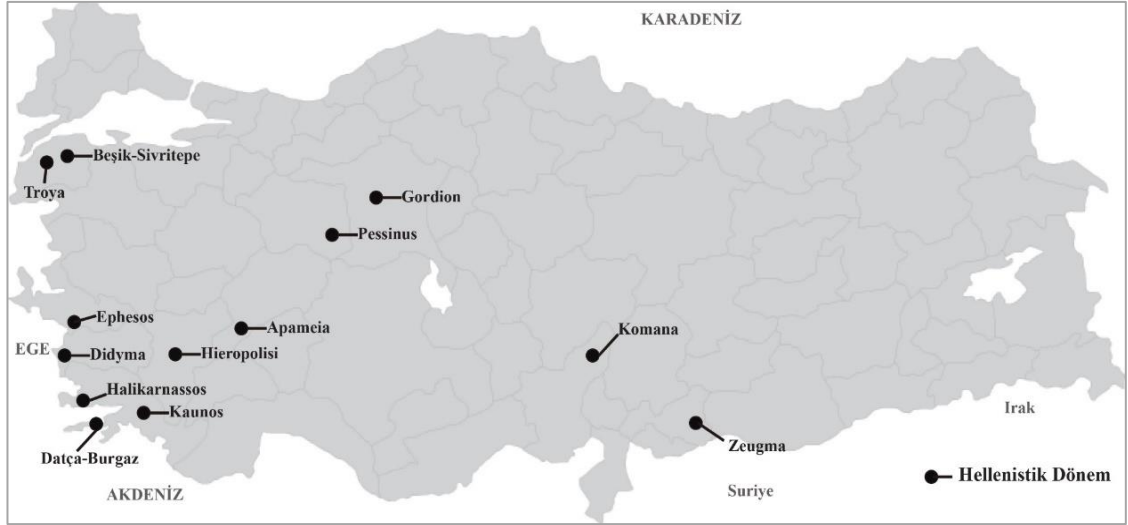 KARADENİZ
Beşik-Sivritepe
Troya
Gordion
Pessinus
Ephesos
Apameia
Komana
EGE
Didyma
Hieropolisi
Halikarnassos
Kaunos
Irak
Datça-Burgaz
Zeugma
Hellenistik Dönem
AKDENİZ
Suriye